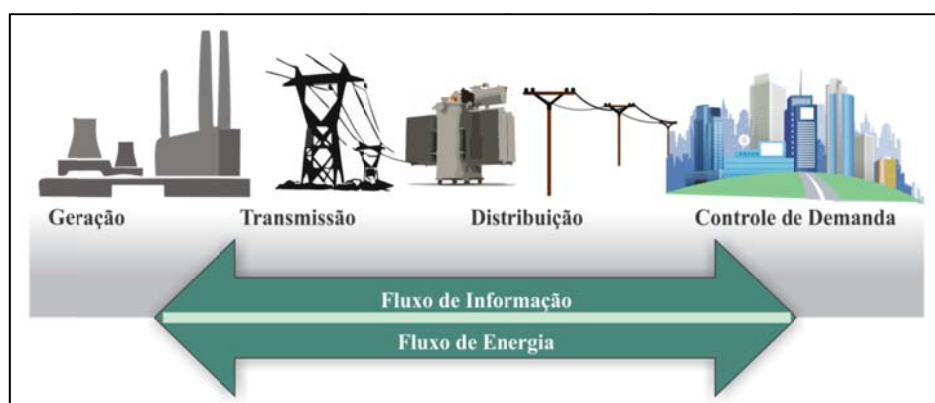 Geração
Transmissão
Distribuição
Controle de Demanda
Fluxo de Informação
Fluxo de Energia